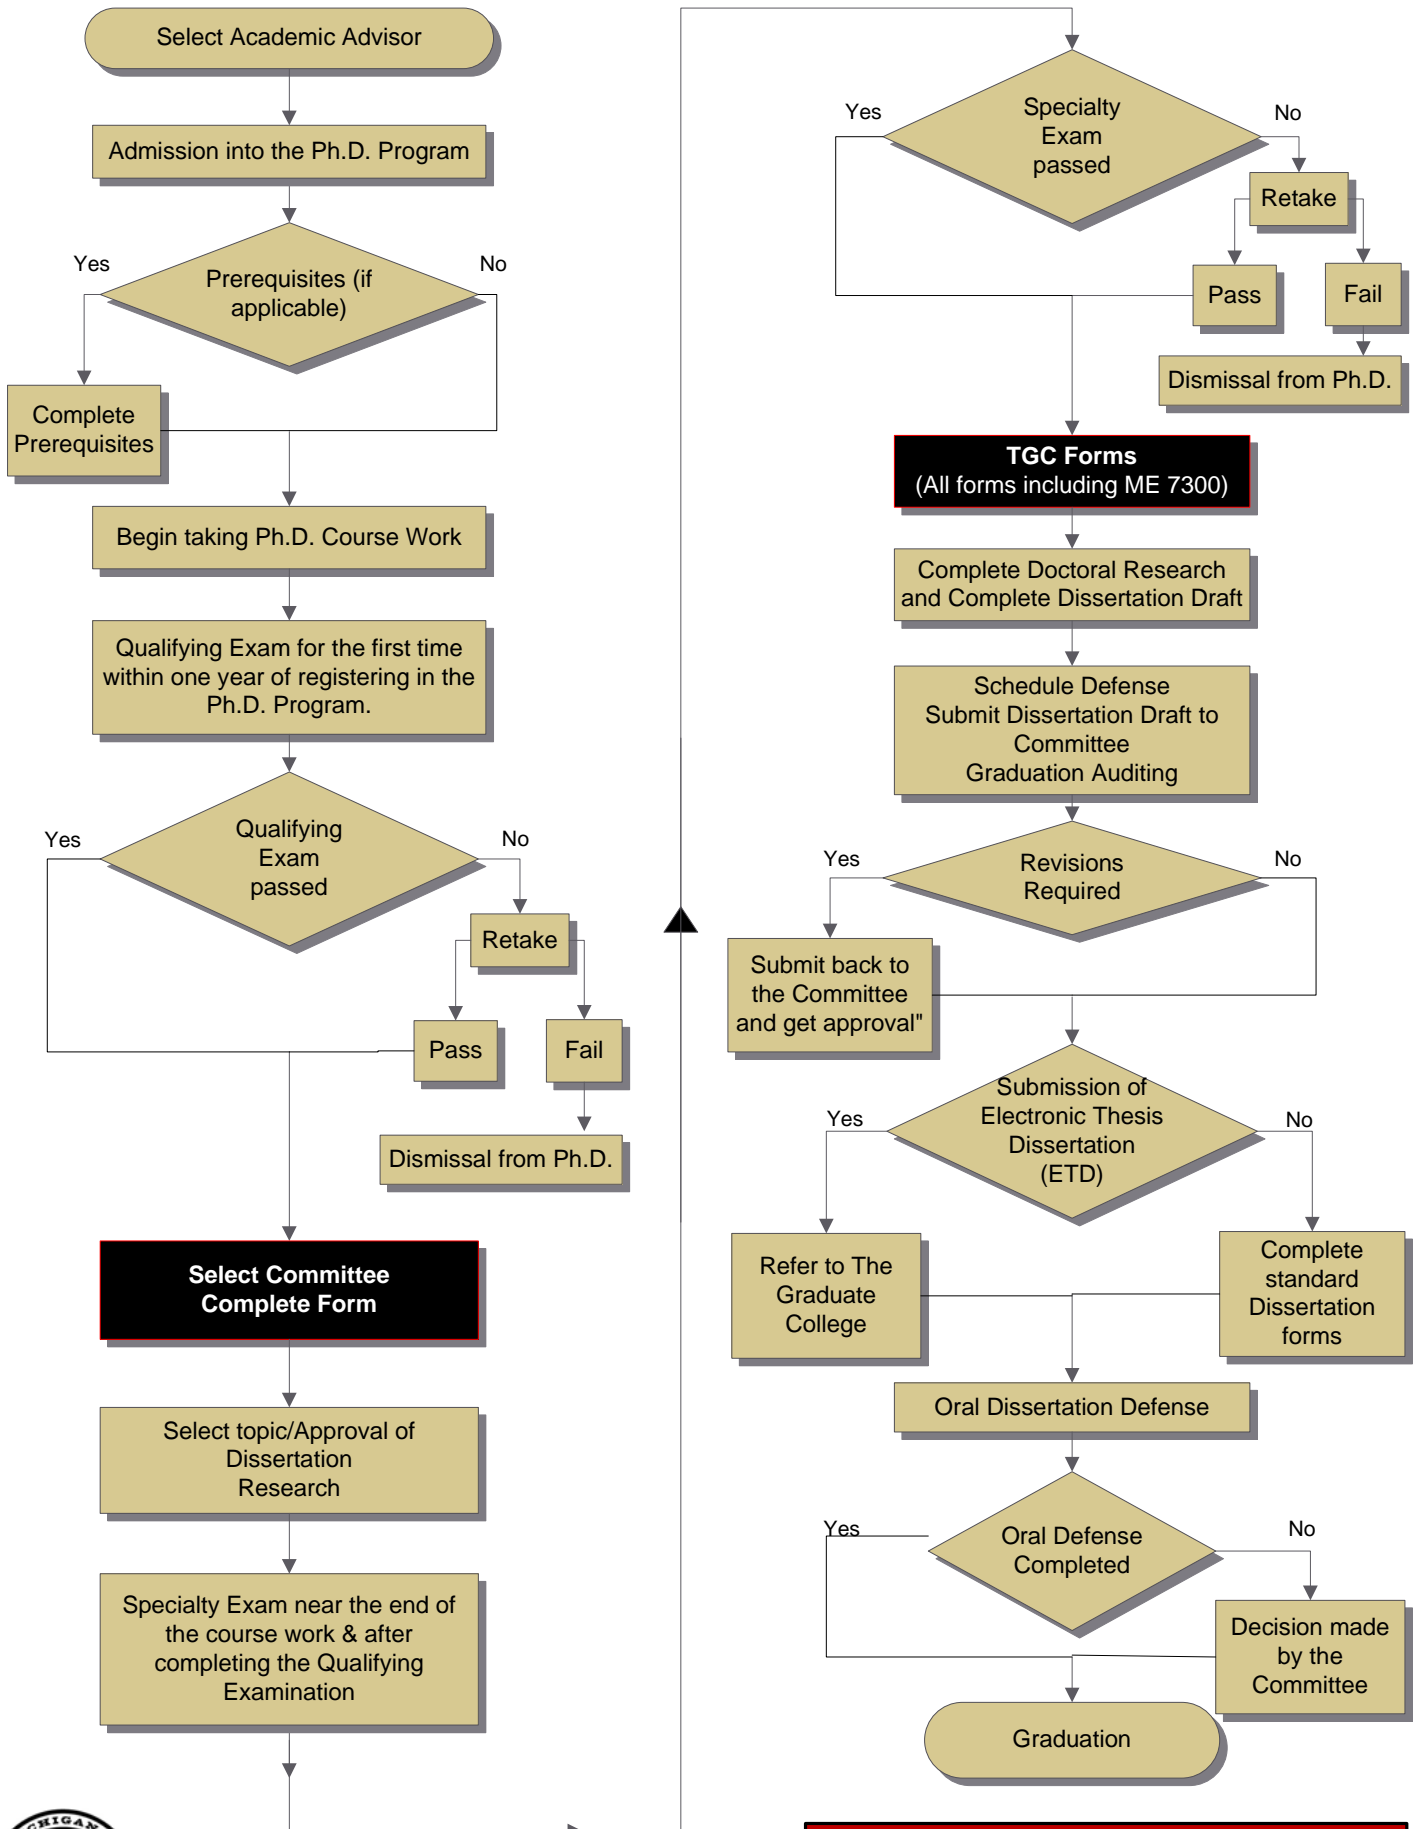 Select Academic Advisor
Admission into the Ph.D. Program
Yes
No
Prerequisites (if
applicable)
Complete
Prerequisites
Begin taking Ph.D. Course Work
Qualifying Exam for the first time
within one year of registering in the
Ph.D. Program.
Yes
No
Qualifying
Exam
passed
Retake
Pass
Fail
Dismissal from Ph.D.
Select Committee
Complete Form
Select topic/Approval of
Dissertation
Research
Specialty Exam near the end of
the course work & after
completing the Qualifying
Examination
Yes
No
Specialty
Exam
passed
Retake
Pass
Fail
Dismissal from Ph.D.
TGC Forms
(All forms including ME 7300)
Complete Doctoral Research
and Complete Dissertation Draft
Schedule Defense
Submit Dissertation Draft to
Committee
Graduation Auditing
Yes
No
Revisions
Required
Submit back to
the Committee
and get approval"
Yes
No
Submission of
Electronic Thesis
Dissertation
(ETD)
Refer to The
Graduate
College
Complete
standard
Dissertation
forms
Oral Dissertation Defense
Yes
No
Oral Defense
Completed
Decision made
by the
Committee
Graduation